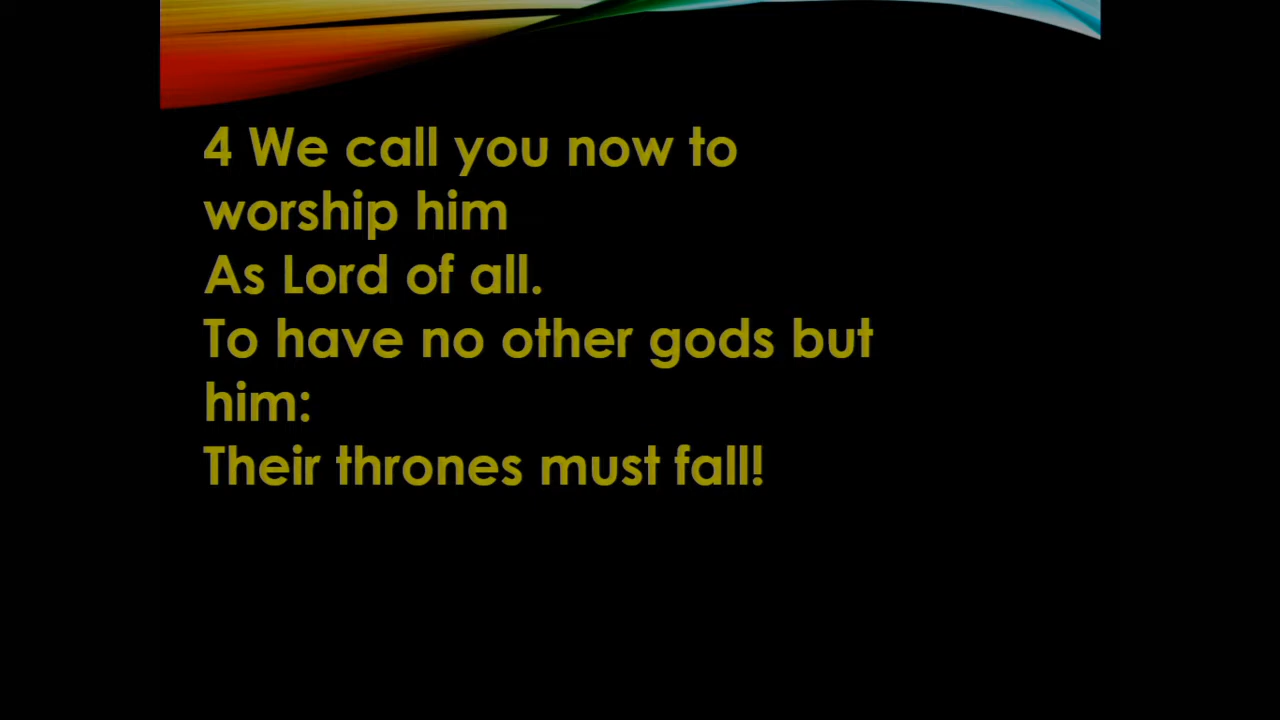 4 We call you now to
worship him
As Lord of all.
To have no other gods but
him:
Their thrones must fall!